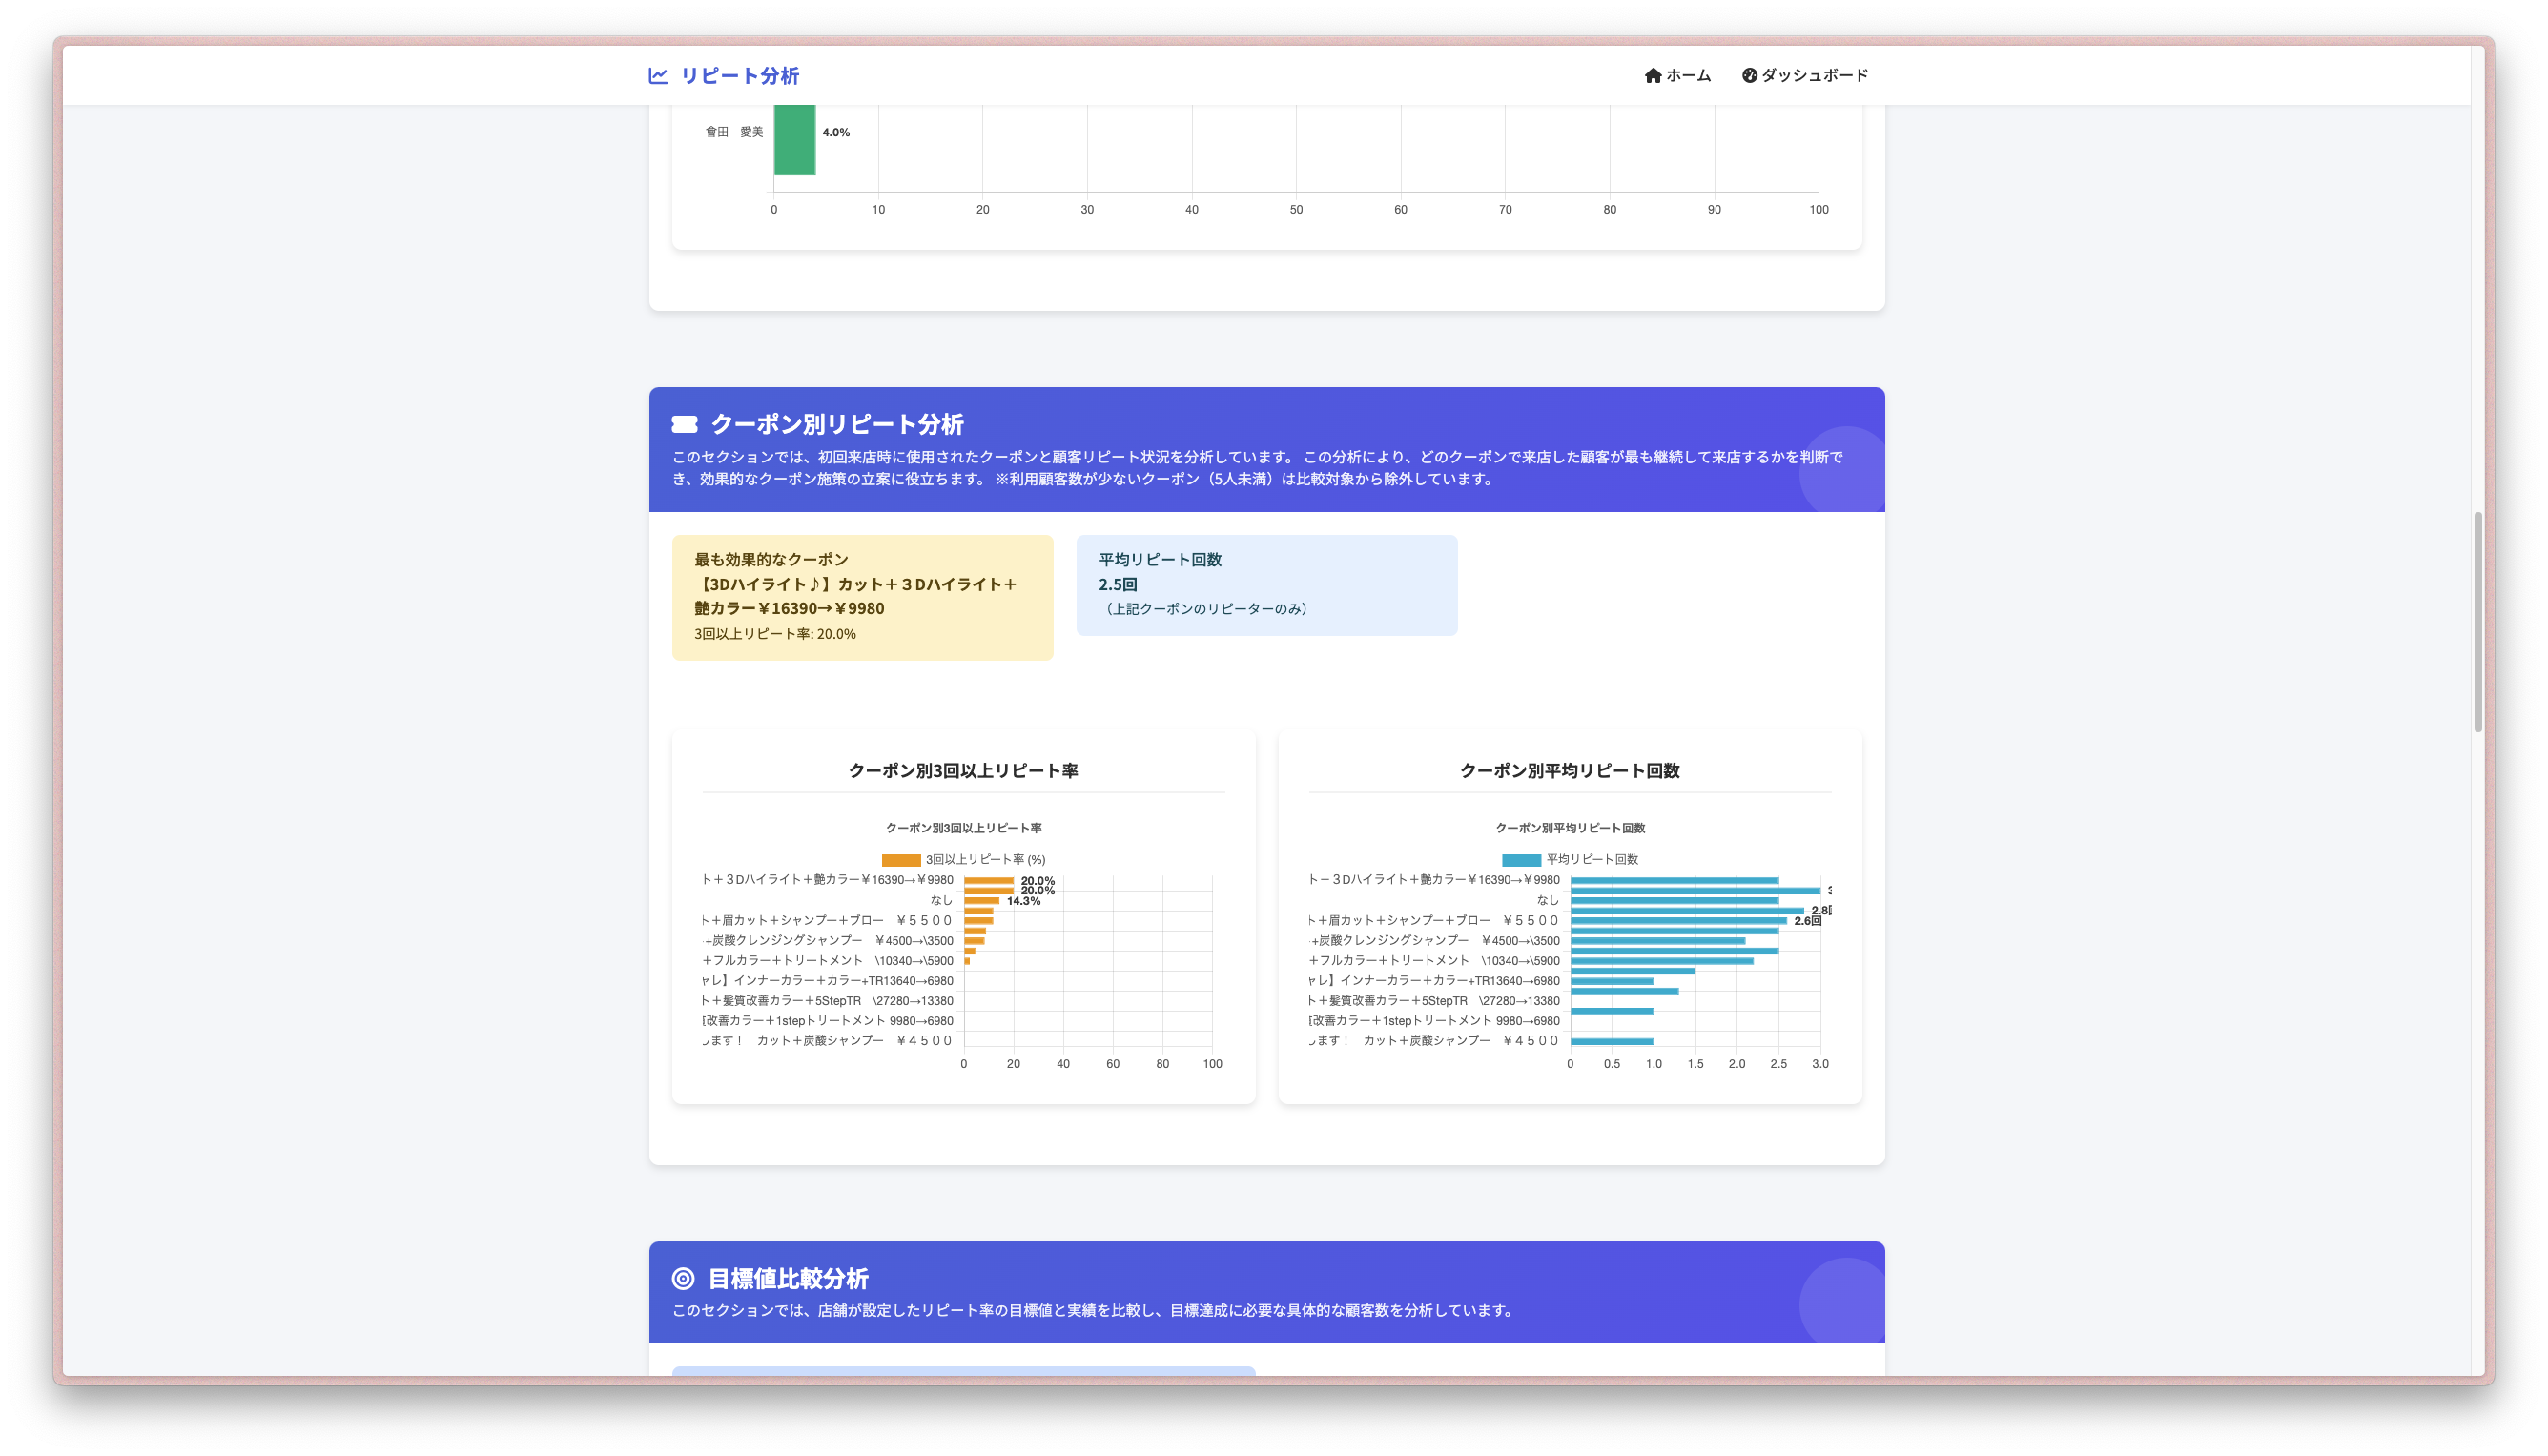 リピート分析
ホーム
ダッシュボード
會田　愛美
4.0%
0 10 20 30 40 50 60 70 80 90 100
クーポン別リピート分析
このセクションでは、初回来店時に使用されたクーポンと顧客リピート状況を分析しています。 この分析により、どのクーポンで来店した顧客が最も継続して来店するかを判断で
き、効果的なクーポン施策の立案に役立ちます。 ※利用顧客数が少ないクーポン（5人未満）は比較対象から除外しています。
最も効果的なクーポン
【3Dハイライト♪】カット＋３Dハイライト＋
艶カラー￥16390→￥9980
3回以上リピート率: 20.0%
平均リピート回数
2.5回
（上記クーポンのリピーターのみ）
クーポン別3回以上リピート率
クーポン別3回以上リピート率
3回以上リピート率 (%)
ト＋３Dハイライト＋艶カラー￥16390→￥9980
20.0%
20.0%
なし
14.3%
ト＋眉カット＋シャンプー＋ブロー　￥５５００
+炭酸クレンジングシャンプー　￥4500→\3500
＋フルカラー＋トリートメント　\10340→\5900
ャレ】インナーカラー＋カラー+TR13640→6980
ト＋髪質改善カラー＋5StepTR　\27280→13380
改善カラー＋1stepトリートメント 9980→6980
します！　カット＋炭酸シャンプー　￥４５００
0 20 40 60 80 100
クーポン別平均リピート回数
クーポン別平均リピート回数
平均リピート回数
ト＋３Dハイライト＋艶カラー￥16390→￥9980
なし
2.8
ト＋眉カット＋シャンプー＋ブロー　￥５５００
2.6回
+炭酸クレンジングシャンプー　￥4500→\3500
＋フルカラー＋トリートメント　\10340→\5900
ャレ】インナーカラー＋カラー+TR13640→6980
ト＋髪質改善カラー＋5StepTR　\27280→13380
改善カラー＋1stepトリートメント 9980→6980
します！　カット＋炭酸シャンプー　￥４５００
0 0.5 1.0 1.5 2.0 2.5 3.0
目標値比較分析
このセクションでは、店舗が設定したリピート率の目標値と実績を比較し、目標達成に必要な具体的な顧客数を分析しています。